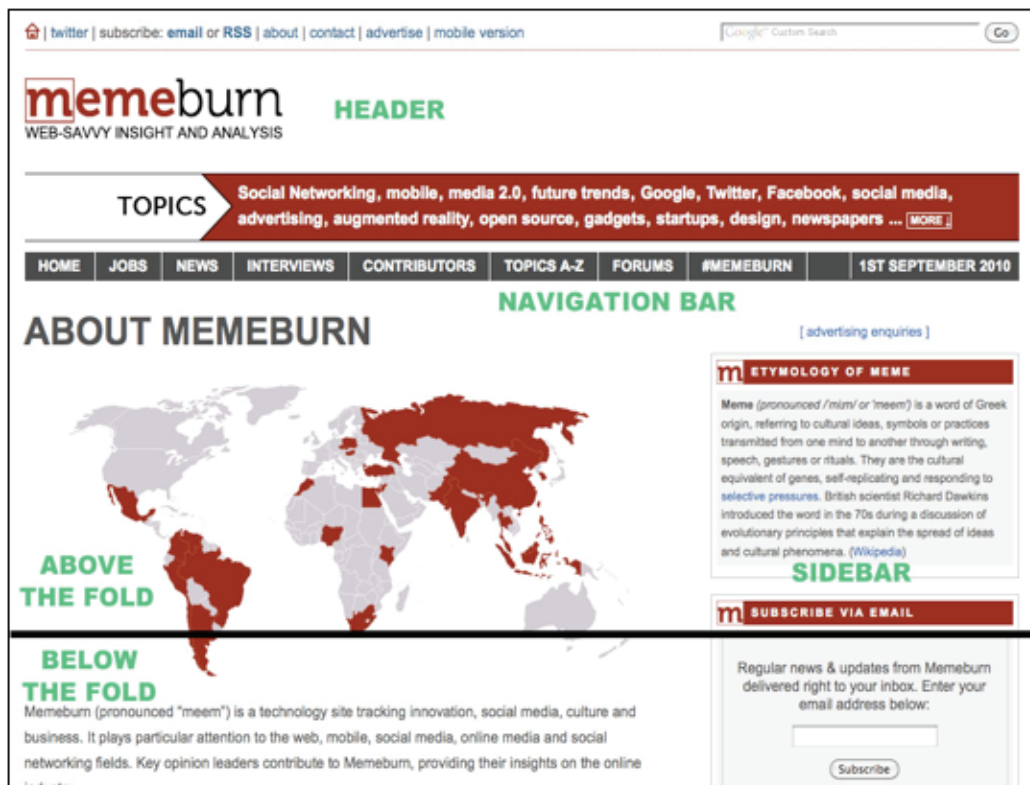 | twitter | subscribe: email or RSS | about | contact | advertise | mobile version
Google™ Custom Search
Go
memeburn
WEB-SAVVY INSIGHT AND ANALYSIS
HEADER
TOPICS
Social Networking, mobile, media 2.0, future trends, Google, Twitter, Facebook, social media,
advertising, augmented reality, open source, gadgets, startups, design, newspapers ... MORE ↓
HOME JOBS NEWS INTERVIEWS CONTRIBUTORS TOPICS A-Z FORUMS #MEMEBURN 1ST SEPTEMBER 2010
NAVIGATION BAR
ABOUT MEMEBURN
ABOVE
THE FOLD
BELOW
THE FOLD
Memeburn (pronounced "meem") is a technology site tracking innovation, social media, culture and
business. It plays particular attention to the web, mobile, social media, online media and social
networking fields. Key opinion leaders contribute to Memeburn, providing their insights on the online
[ advertising enquiries ]
m ETYMOLOGY OF MEME
Meme (pronounced /'miːm/ or 'meem') is a word of Greek
origin, referring to cultural ideas, symbols or practices
transmitted from one mind to another through writing,
speech, gestures or rituals. They are the cultural
equivalent of genes, self-replicating and responding to
selective pressures. British scientist Richard Dawkins
introduced the word in the 70s during a discussion of
evolutionary principles that explain the spread of ideas
and cultural phenomena. (Wikipedia)
SIDEBAR
m SUBSCRIBE VIA EMAIL
Regular news & updates from Memeburn
delivered right to your inbox. Enter your
email address below:
Subscribe